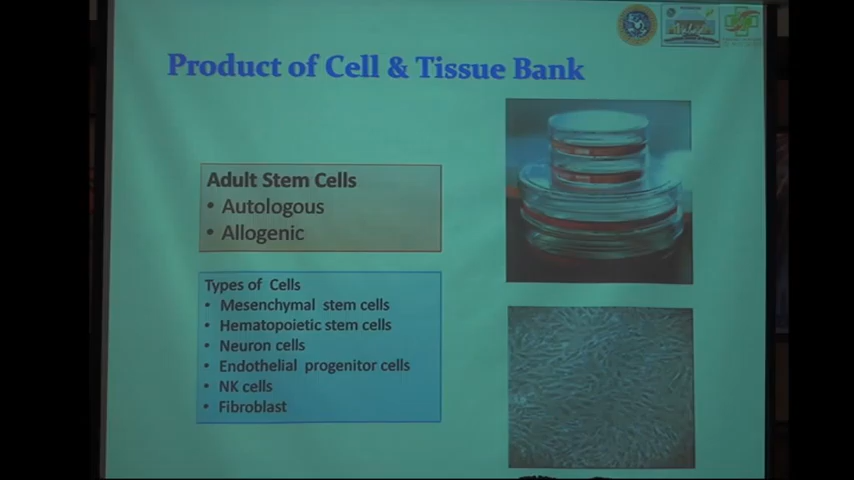 Product of Cell & Tissue Bank
Adult Stem Cells
• Autologous
• Allogenic
Types of Cells
• Mesenchymal stem cells
• Hematopoietic stem cells
• Neuron cells
• Endothelial progenitor cells
• NK cells
• Fibroblast